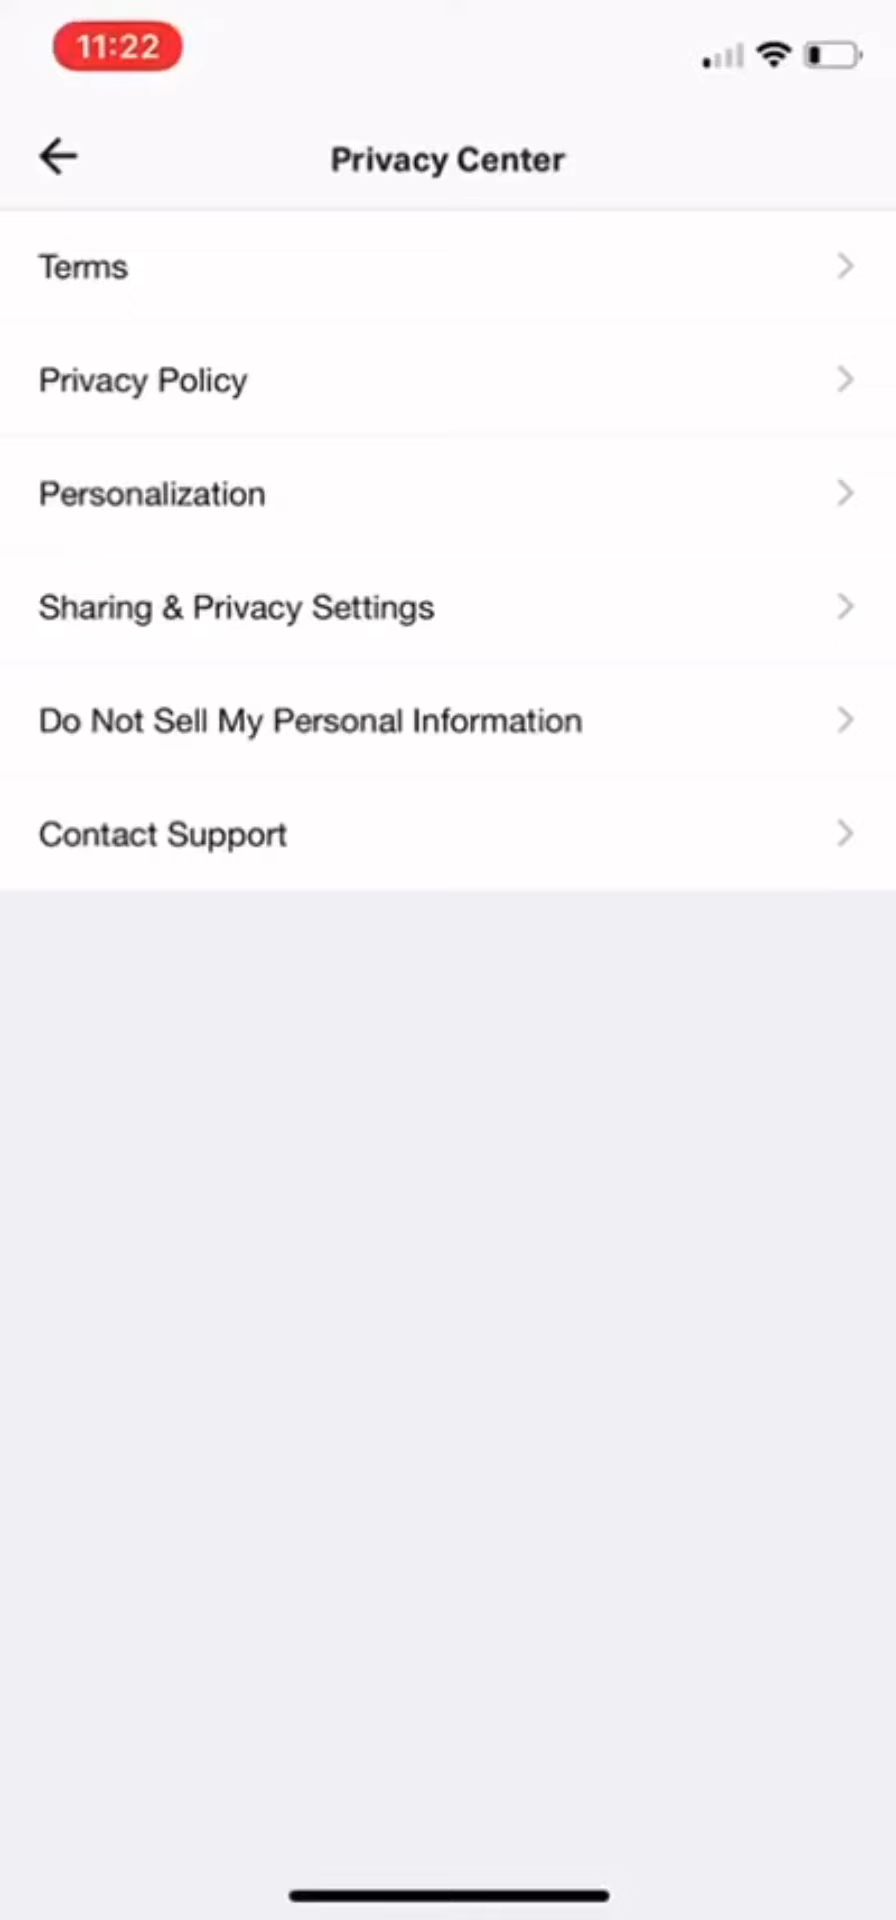 11:22
Privacy Center
Terms
Privacy Policy
Personalization
Sharing & Privacy Settings
Do Not Sell My Personal Information
Contact Support